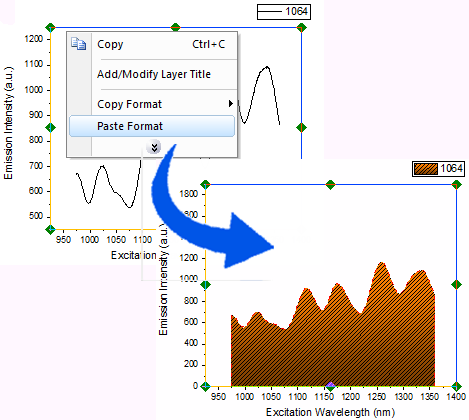 1064
1200
1100
1000
900
800
700
600
500
Emission Intensity (a.u.)
Copy Ctrl+C
Add/Modify Layer Title
Copy Format
Paste Format
950 1000 1050 1100
Excitation
1064
1800
1200
1000
800
600
400
200
0
Emission Intensity (a.u.)
950 1000 1050 1100 1150 1200 1250 1300 1350 1400
Excitation Wavelength (nm)